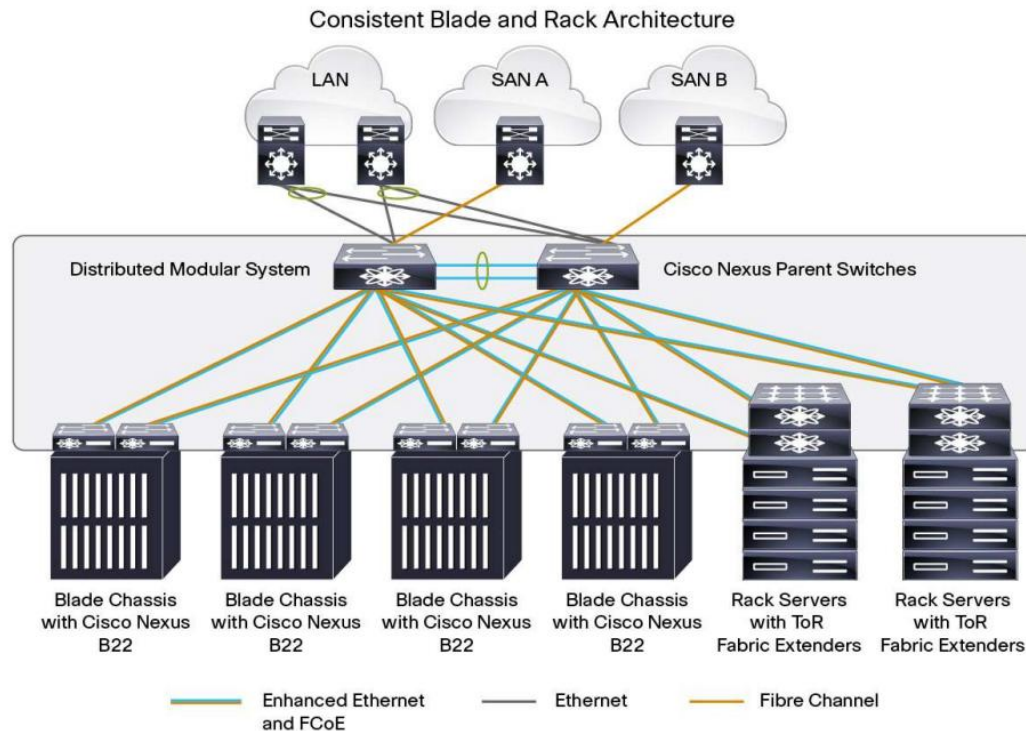 Consistent Blade and Rack Architecture
LAN
SAN A
SAN B
Distributed Modular System
Cisco Nexus Parent Switches
Blade Chassis
with Cisco Nexus
B22
Blade Chassis
with Cisco Nexus
B22
Blade Chassis
with Cisco Nexus
B22
Blade Chassis
with Cisco Nexus
B22
Rack Servers
with ToR
Fabric Extenders
Rack Servers
with ToR
Fabric Extenders
Enhanced Ethernet
and FCoE
Ethernet
Fibre Channel